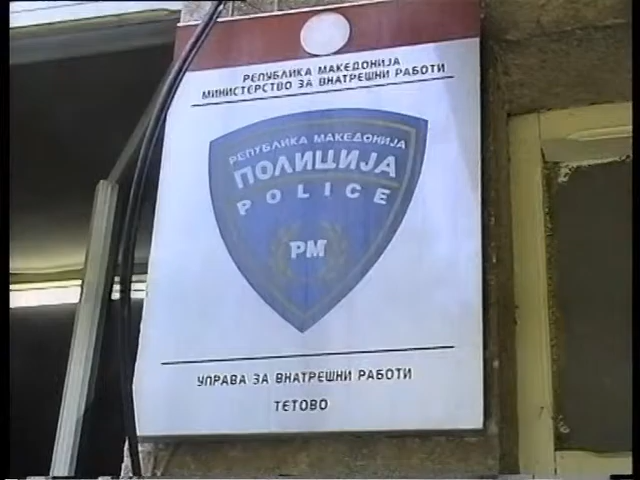 РЕПУБЛИКА МАКЕДОНИЈА
МИНИСТЕРСТВО ЗА ВНАТРЕШНИ РАБОТИ
РЕПУБЛИКА МАКЕДОНИЈА
ПОЛИЦИЈА
POLICE
РМ
УПРАВА ЗА ВНАТРЕШНИ РАБОТИ
ТЕТОВО